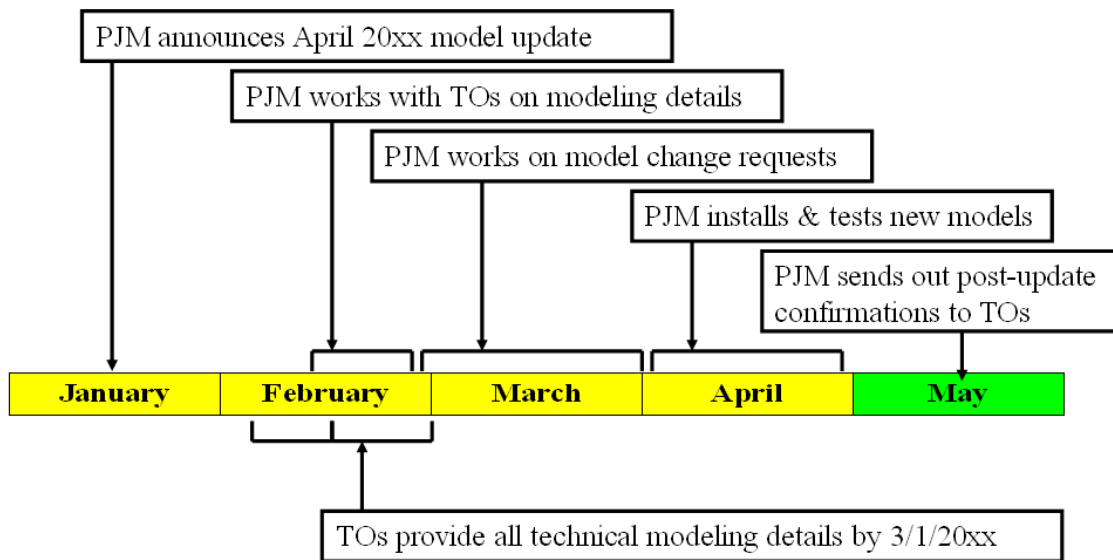 PJM announces April 20xx model update
PJM works with TOs on modeling details
PJM works on model change requests
PJM installs & tests new models
PJM sends out post-update
confirmations to TOs
January February March April May
TOs provide all technical modeling details by 3/1/20xx